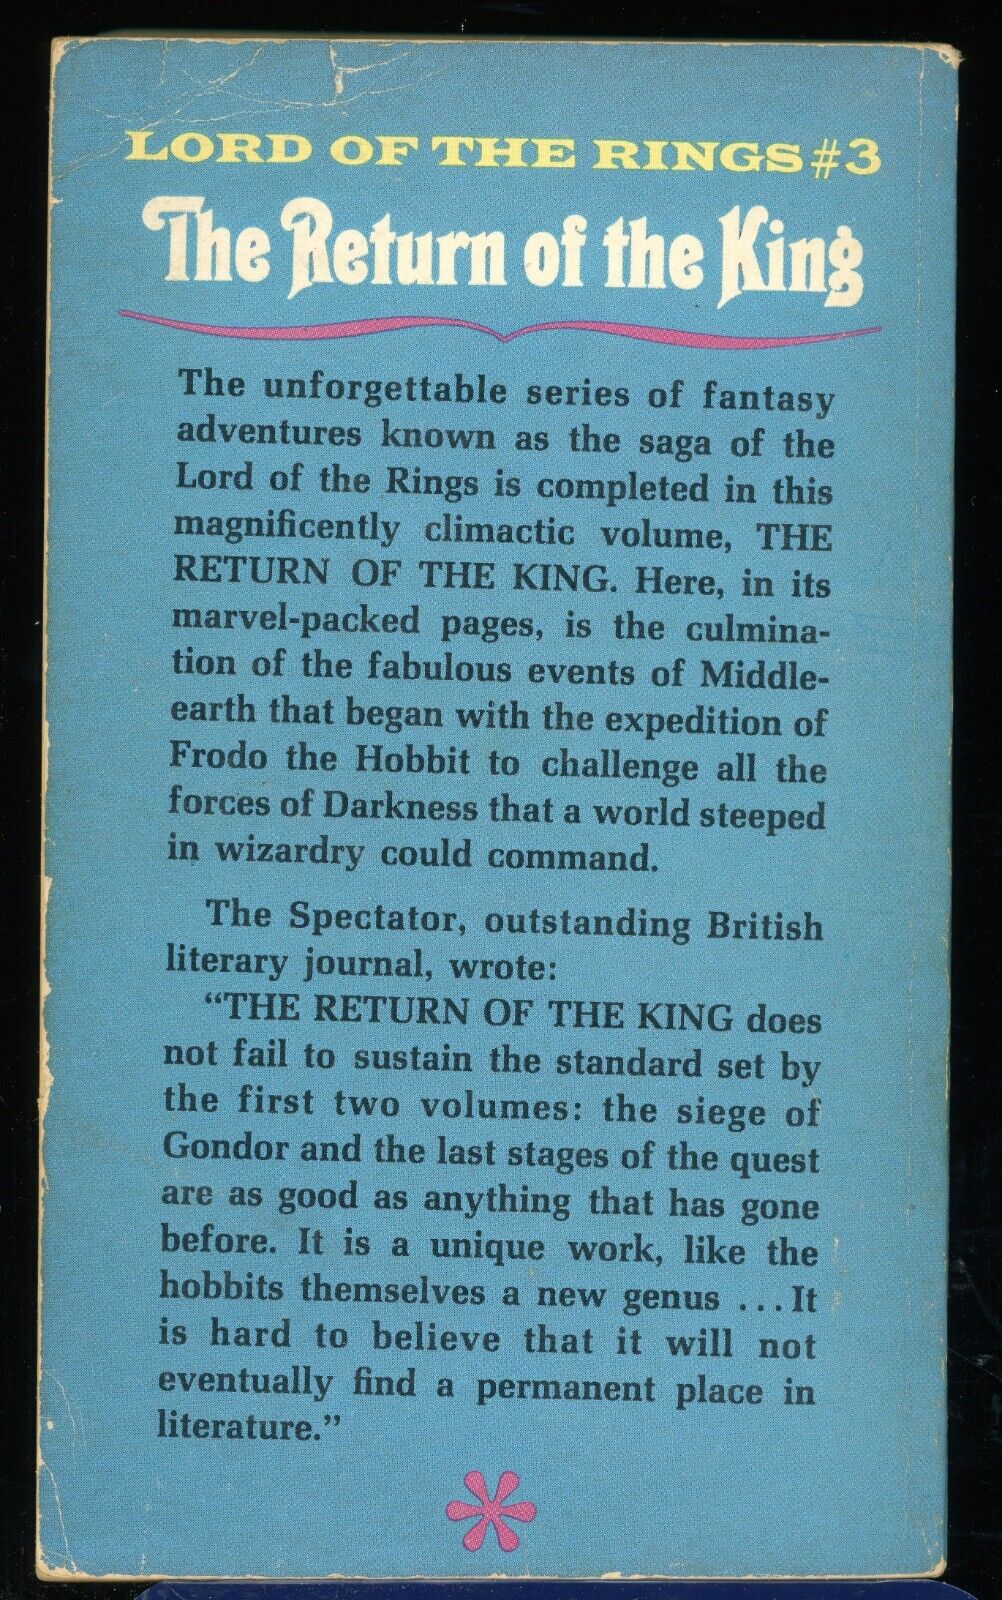 LORD OF THE RINGS #3
The Return of the King
The unforgettable series of fantasy
adventures known as the saga of the
Lord of the Rings is completed in this
magnificently climactic volume, THE
RETURN OF THE KING. Here, in its
marvel-packed pages, is the culmina-
tion of the fabulous events of Middle-
earth that began with the expedition of
Frodo the Hobbit to challenge all the
forces of Darkness that a world steeped
in wizardry could command.
The Spectator, outstanding British
literary journal, wrote:
“THE RETURN OF THE KING does
not fail to sustain the standard set by
the first two volumes: the siege of
Gondor and the last stages of the quest
are as good as anything that has gone
before. It is a unique work, like the
hobbits themselves a new genus ... It
is hard to believe that it will not
eventually find a permanent place in
literature.”